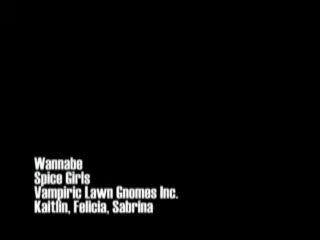 Wannabe
Spice Girls
Vampiric Lawn Gnomes Inc.
Kaitlin, Felicia, Sabrina